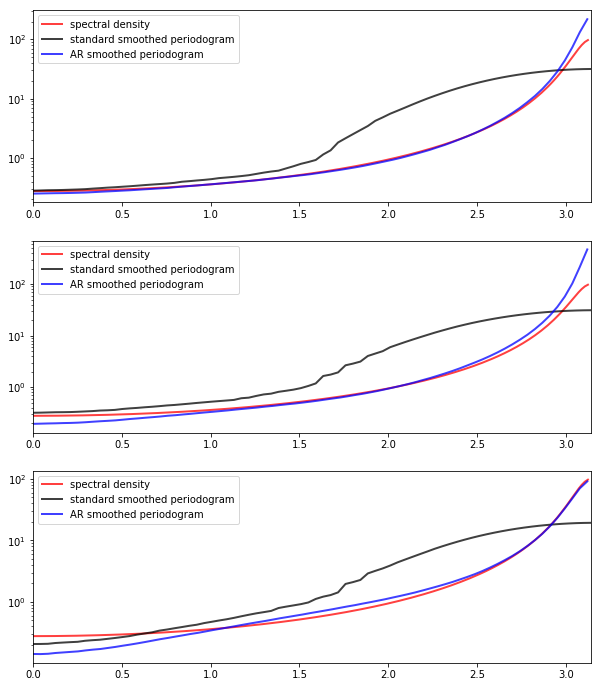 10²
10¹
10⁰
spectral density
standard smoothed periodogram
AR smoothed periodogram
0.0 0.5 1.0 1.5 2.0 2.5 3.0
10²
10¹
10⁰
spectral density
standard smoothed periodogram
AR smoothed periodogram
0.0 0.5 1.0 1.5 2.0 2.5 3.0
10²
10¹
10⁰
spectral density
standard smoothed periodogram
AR smoothed periodogram
0.0 0.5 1.0 1.5 2.0 2.5 3.0